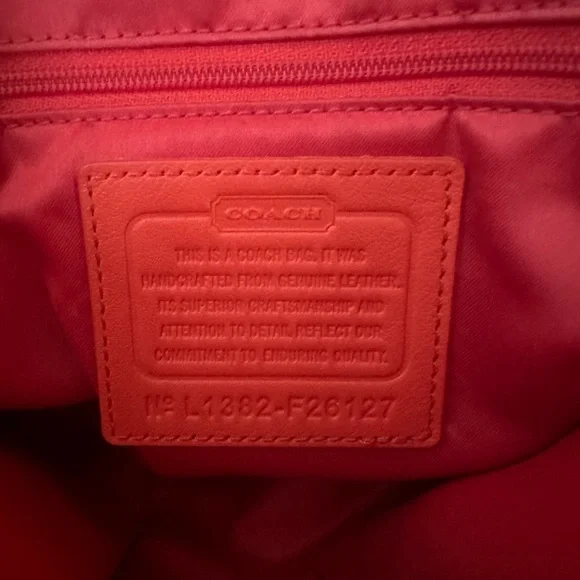 COACH
THIS IS A COACH BAG. IT WAS
HANDCRAFTED FROM GENUINE LEATHER.
ITS SUPERIOR CRAFTSMANSHIP AND
ATTENTION TO DETAIL REFLECT OUR
COMMITMENT TO ENDURING QUALITY.
Nº L1382-F26127